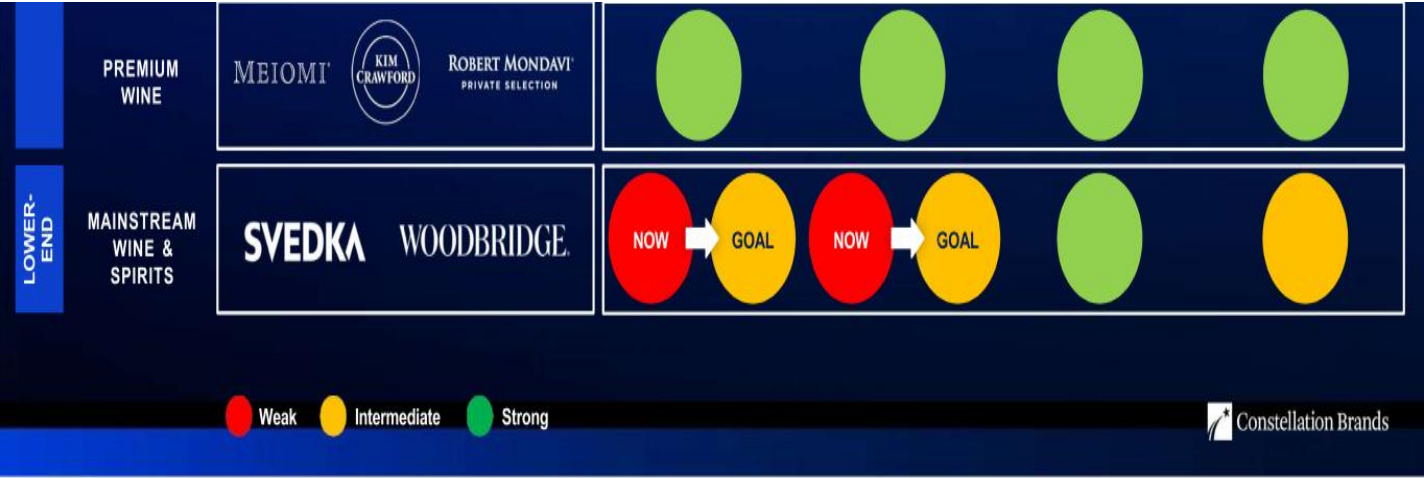 PREMIUM
WINE
MEIOMI
KIM
CRAWFORD
ROBERT MONDAVI
PRIVATE SELECTION
LOWER-
END
MAINSTREAM
WINE &
SPIRITS
SVEDKA
WOODBRIDGE.
NOW
GOAL
NOW
GOAL
Weak
Intermediate
Strong
Constellation Brands